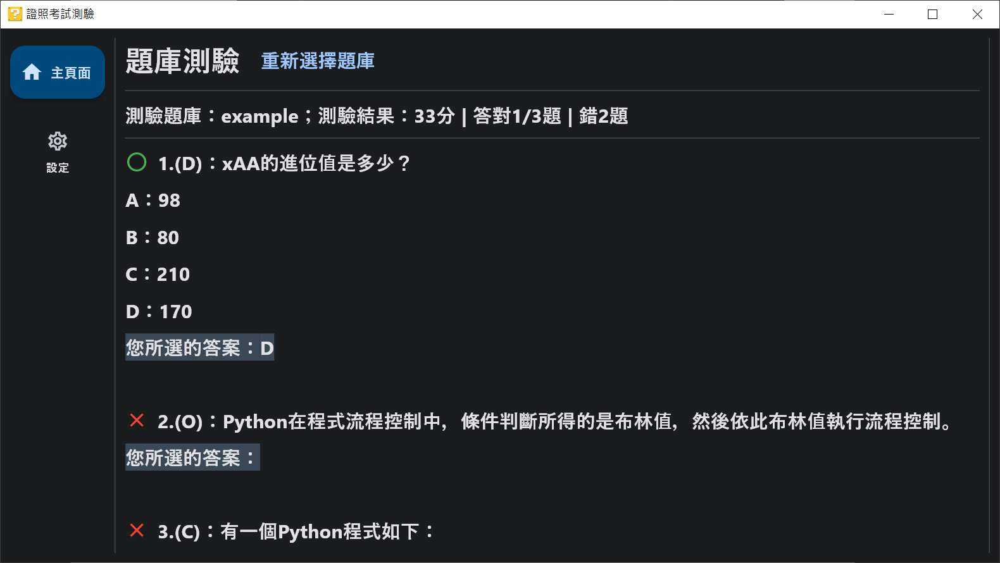 證照考試測驗
主頁面
設定
題庫測驗 重新選擇題庫
測驗題庫：example；測驗結果：33分 | 答對1/3題 | 錯2題
1.(D)：xAA的進位值是多少？
A：98
B：80
C：210
D：170
您所選的答案：D
2.(O)：Python在程式流程控制中，條件判斷所得的是布林值，然後依此布林值執行流程控制。
您所選的答案：
3.(C)：有一個Python程式如下：